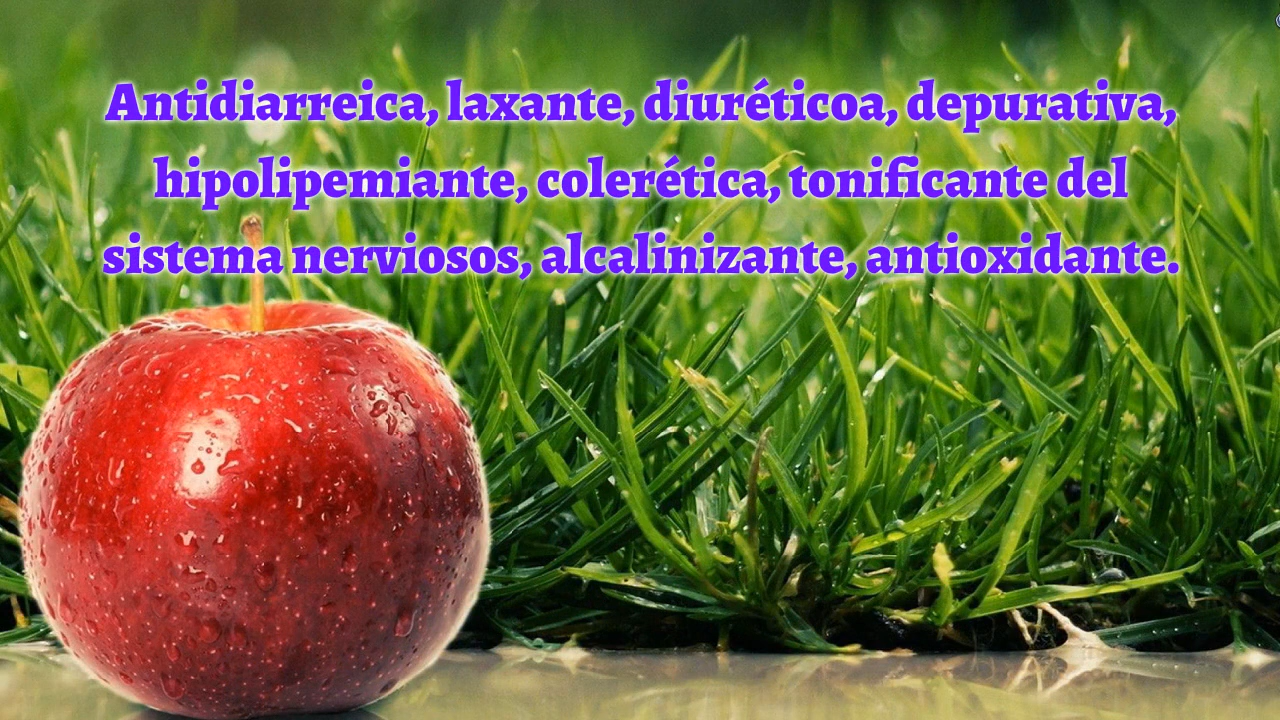 Antidiarreica, laxante, diuréticoa, depurativa,
hipolipemiante, colerética, tonificante del
sistema nerviosos, alcalinizante, antioxidante.